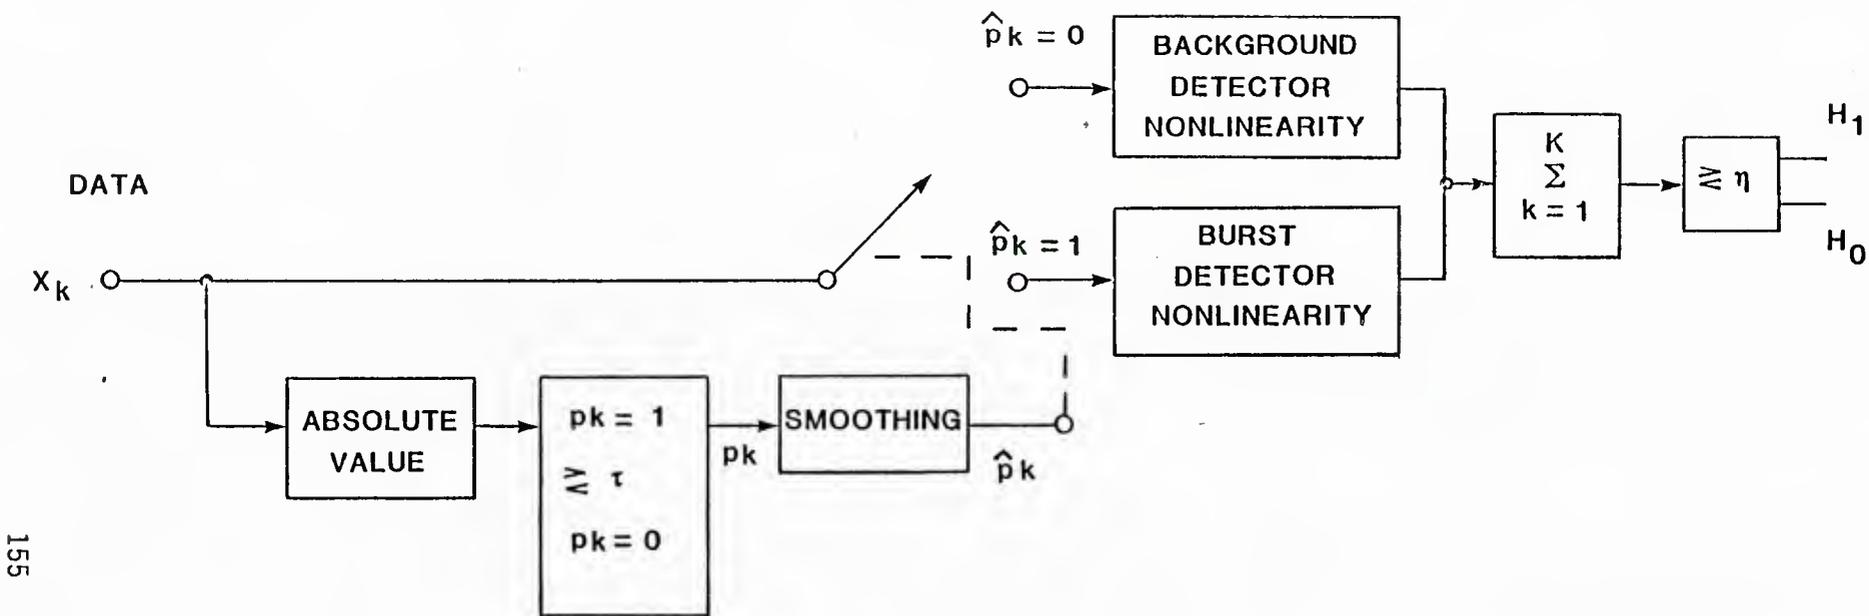 p̂k = 0
BACKGROUND
DETECTOR
NONLINEARITY
H₁
K
Σ
k = 1
≷ η
H₀
DATA
p̂k = 1
BURST
DETECTOR
NONLINEARITY
Xₖ
ABSOLUTE
VALUE
pk = 1
≷ τ
pk = 0
pk
SMOOTHING
p̂k
155